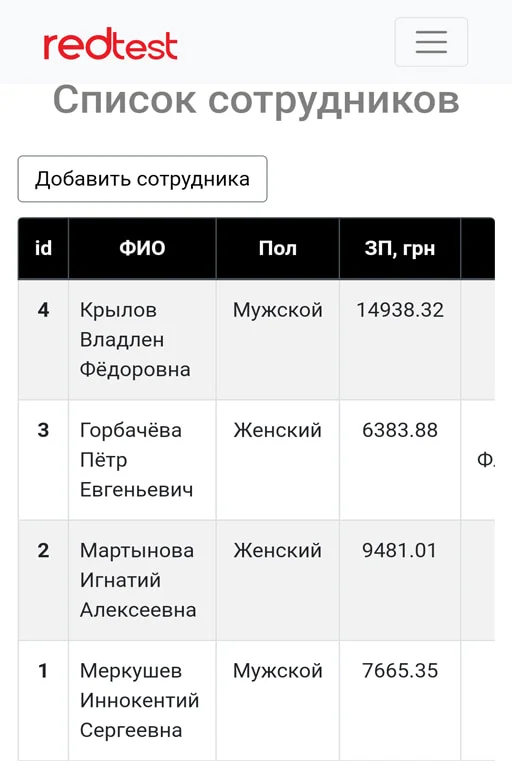 redtest
Список сотрудников
Добавить сотрудника
id ФИО Пол ЗП, грн
4 Крылов Мужской 14938.32
Владлен
Фёдоровна
3 Горбачёва Женский 6383.88
Пётр
Евгеньевич
2 Мартынова Женский 9481.01
Игнатий
Алексеевна
1 Меркушев Мужской 7665.35
Иннокентий
Сергеевна